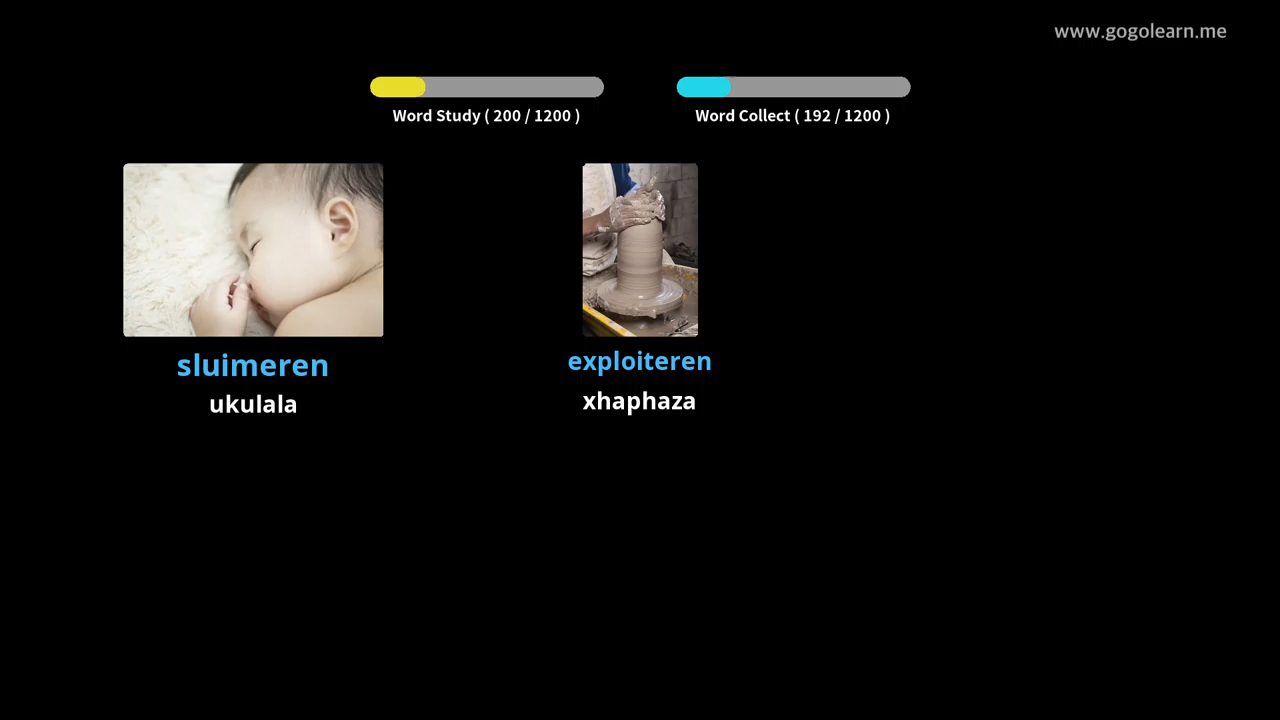 www.gogolearn.me
Word Study ( 200 / 1200 )
Word Collect ( 192 / 1200 )
sluimeren
ukulala
exploiteren
xhaphaza